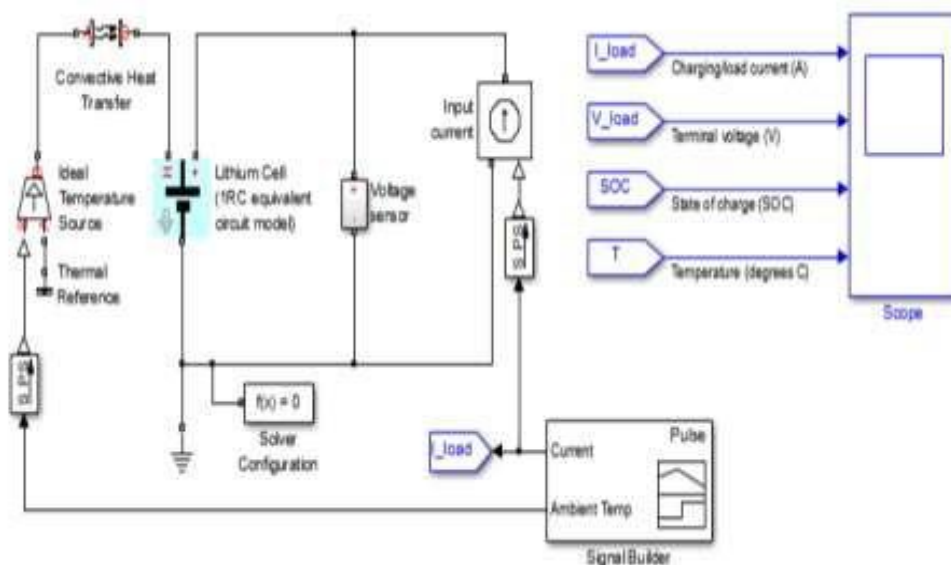 Convective Heat
Transfer
Ideal
Temperature
Source
Thermal
Reference
Lithium Cell
(1RC equivalent
circuit model)
Voltage
sensor
Input
current
S PS
S PS
f(x) = 0
Solver
Configuration
I_load
Current
Ambient Temp
Pulse
Signal Builder
I_load
Charging/load current (A)
V_load
Terminal voltage (V)
SOC
State of charge (SOC)
T
Temperature (degrees C)
Scope